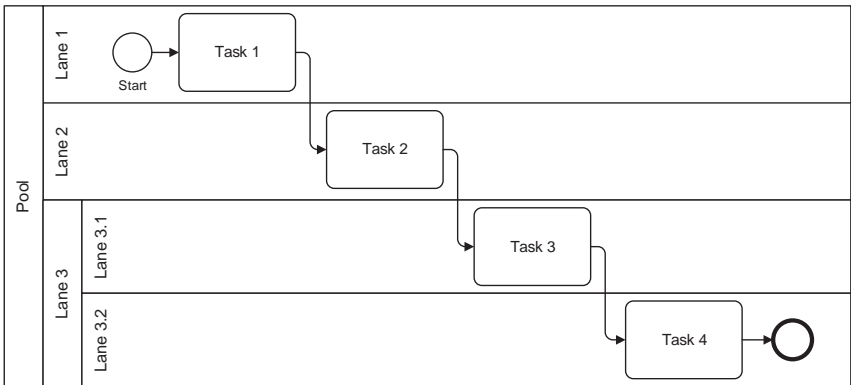 Pool
Lane 1
Start
Task 1
Lane 2
Task 2
Lane 3
Lane 3.1
Task 3
Lane 3.2
Task 4